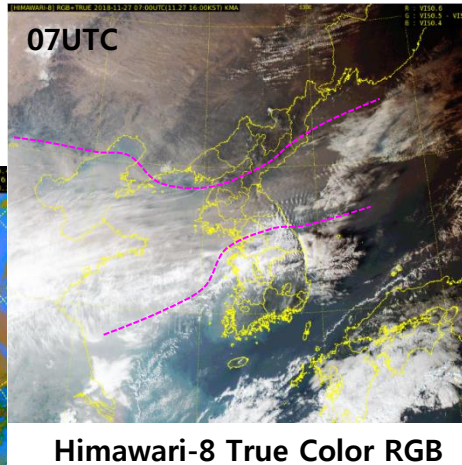 [HIMAWARI-8] RGB=TRUE 2018-11-27 07:00UTC(11.27 16:00KST) KMA
R : VIS0.6
G : VIS0.5 - VIS
B : VIS0.4
07UTC
Himawari-8 True Color RGB